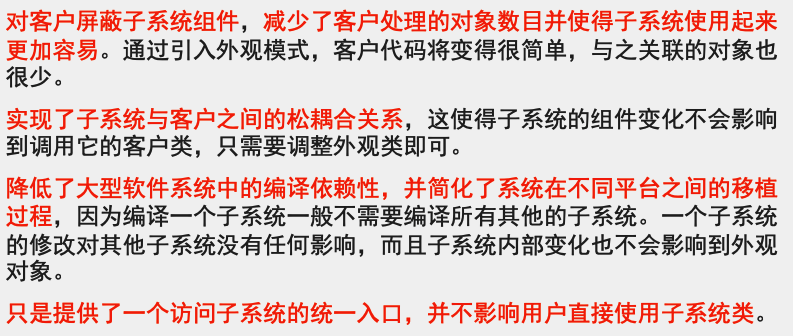 对客户屏蔽子系统组件，减少了客户处理的对象数目并使得子系统使用起来
更加容易。通过引入外观模式，客户代码将变得很简单，与之关联的对象也
很少。
实现了子系统与客户之间的松耦合关系，这使得子系统的组件变化不会影响
到调用它的客户类，只需要调整外观类即可。
降低了大型软件系统中的编译依赖性，并简化了系统在不同平台之间的移植
过程，因为编译一个子系统一般不需要编译所有其他的子系统。一个子系统
的修改对其他子系统没有任何影响，而且子系统内部变化也不会影响到外观
对象。
只是提供了一个访问子系统的统一入口，并不影响用户直接使用子系统类。